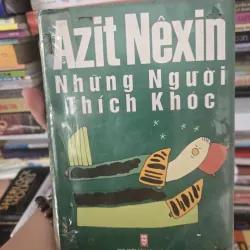 Azit Nêxin
Những Người
Thích Khóc